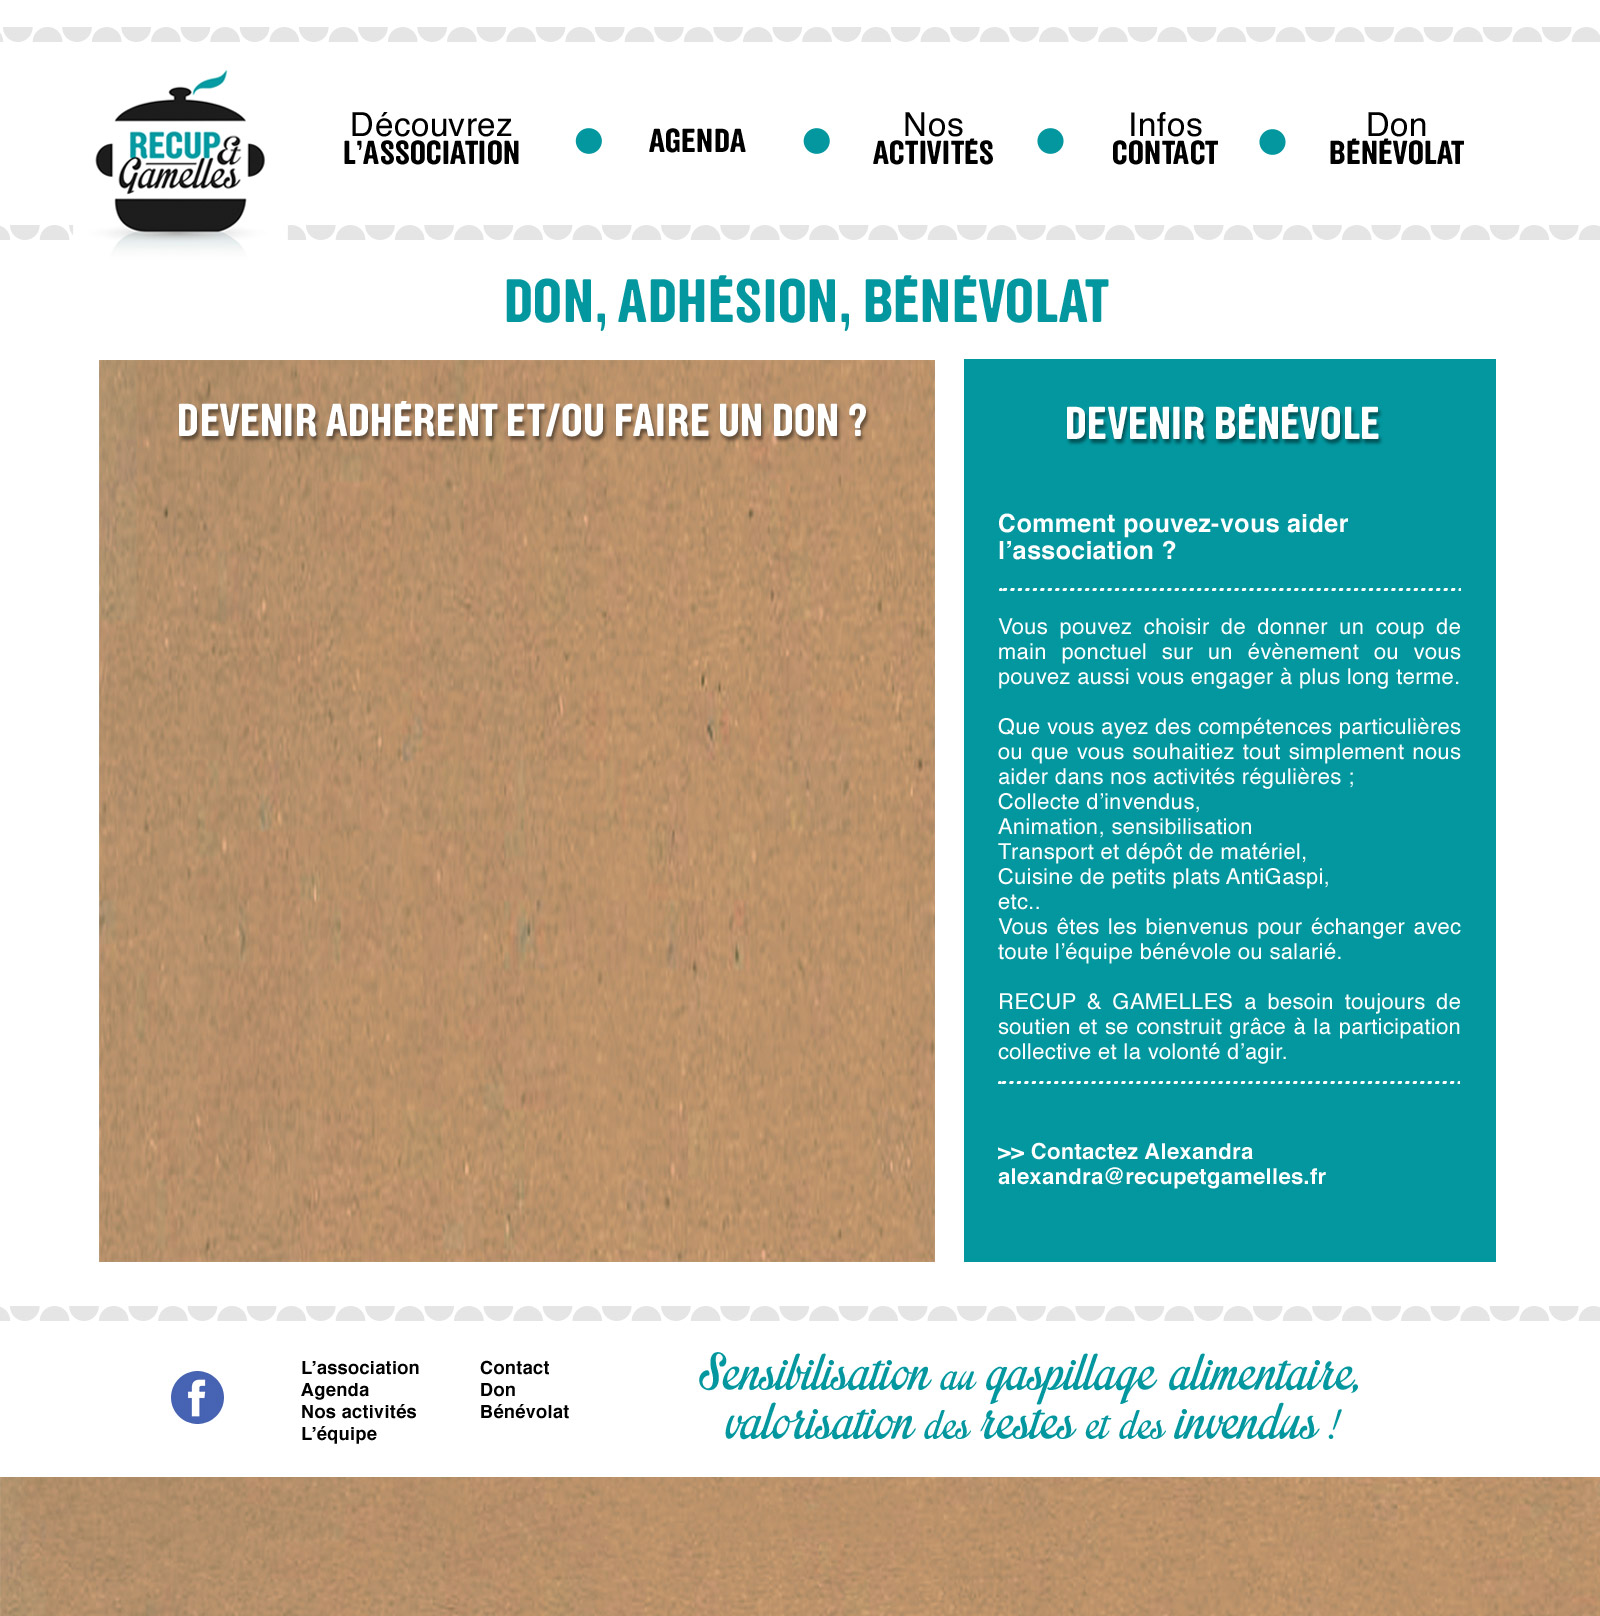 RECUP &
Gamelles
Découvrez
L'ASSOCIATION
AGENDA
Nos
ACTIVITÉS
Infos
CONTACT
Don
BÉNÉVOLAT
DON, ADHÉSION, BÉNÉVOLAT
DEVENIR ADHÉRENT ET/OU FAIRE UN DON ?
DEVENIR BÉNÉVOLE
Comment pouvez-vous aider
l'association ?
Vous pouvez choisir de donner un coup de
main ponctuel sur un évènement ou vous
pouvez aussi vous engager à plus long terme.
Que vous ayez des compétences particulières
ou que vous souhaitiez tout simplement nous
aider dans nos activités régulières ;
Collecte d'invendus,
Animation, sensibilisation
Transport et dépôt de matériel,
Cuisine de petits plats AntiGaspi,
etc..
Vous êtes les bienvenus pour échanger avec
toute l'équipe bénévole ou salarié.
RECUP & GAMELLES a besoin toujours de
soutien et se construit grâce à la participation
collective et la volonté d'agir.
>> Contactez Alexandra
alexandra@recupetgamelles.fr
f
L'association
Agenda
Nos activités
L'équipe
Contact
Don
Bénévolat
Sensibilisation au gaspillage alimentaire,
valorisation des restes et des invendus !